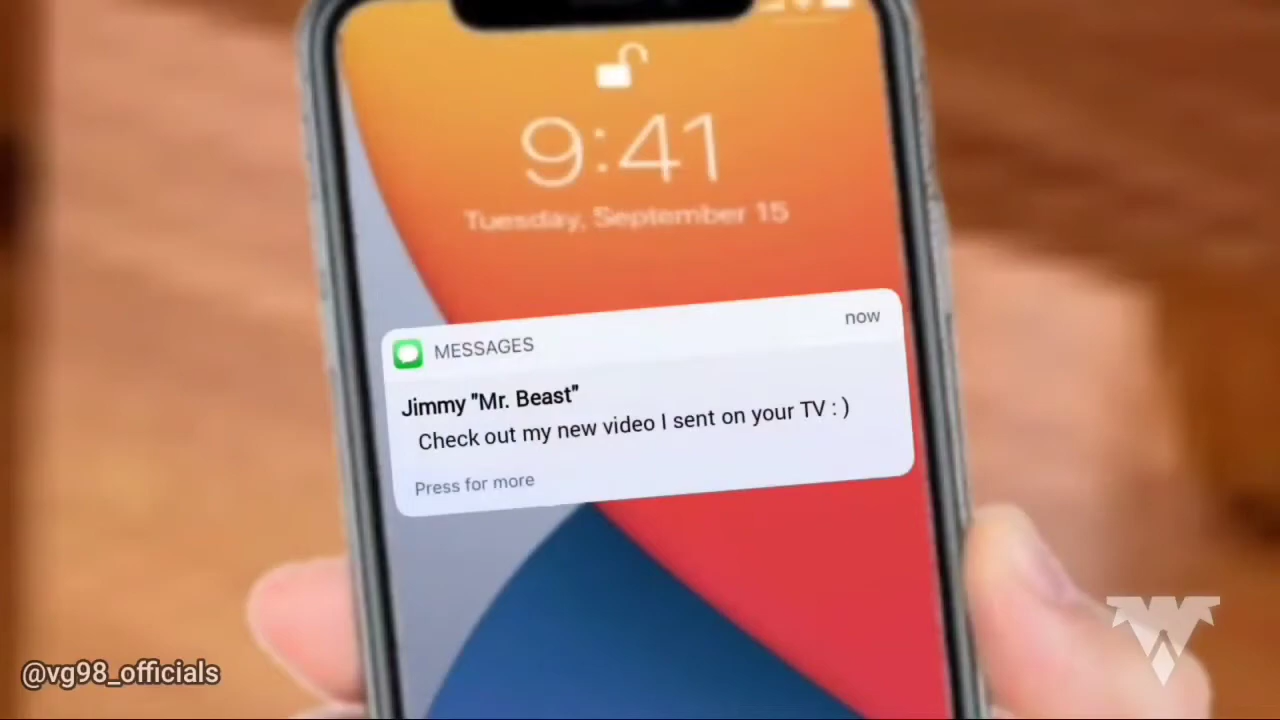 9:41
Tuesday, September 15
MESSAGES
now
Jimmy "Mr. Beast"
Check out my new video I sent on your TV : )
Press for more
@vg98_officials